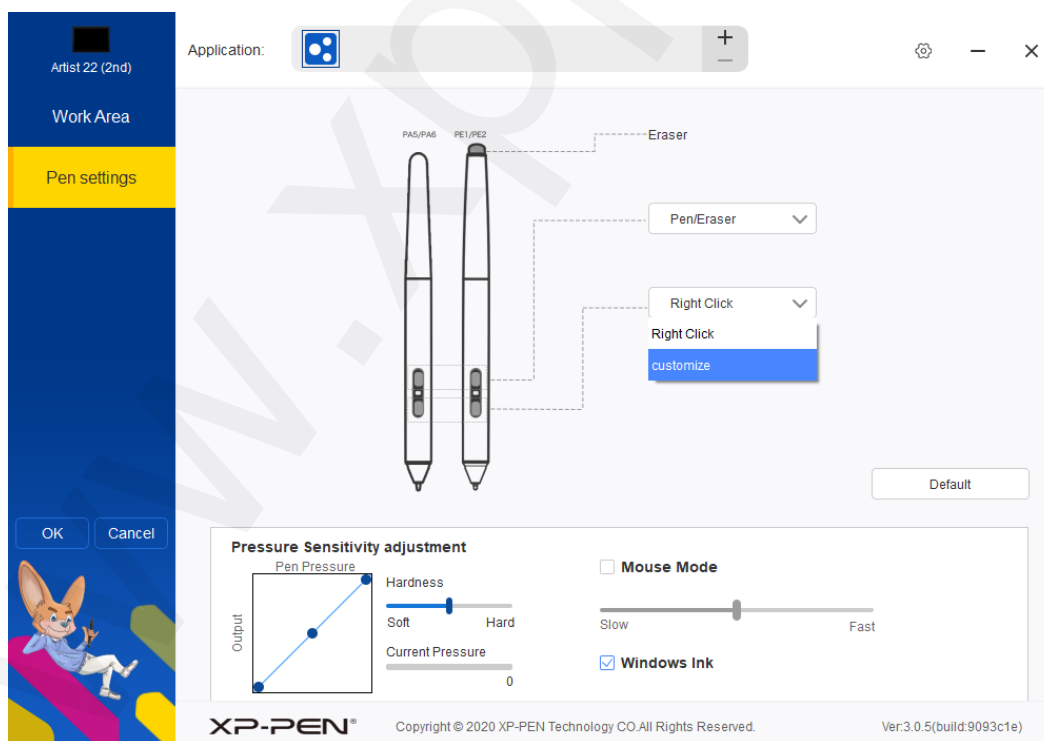 Artist 22 (2nd)
Application:
+
Work Area
Pen settings
OK
Cancel
PA5/PA6
PE1/PE2
Eraser
Pen/Eraser
Right Click
Right Click
customize
Default
Pressure Sensitivity adjustment
Pen Pressure
Output
Hardness
Soft
Hard
Current Pressure
0
Mouse Mode
Slow
Fast
Windows Ink
XP-PEN®
Copyright © 2020 XP-PEN Technology CO.All Rights Reserved.
Ver:3.0.5(build:9093c1e)